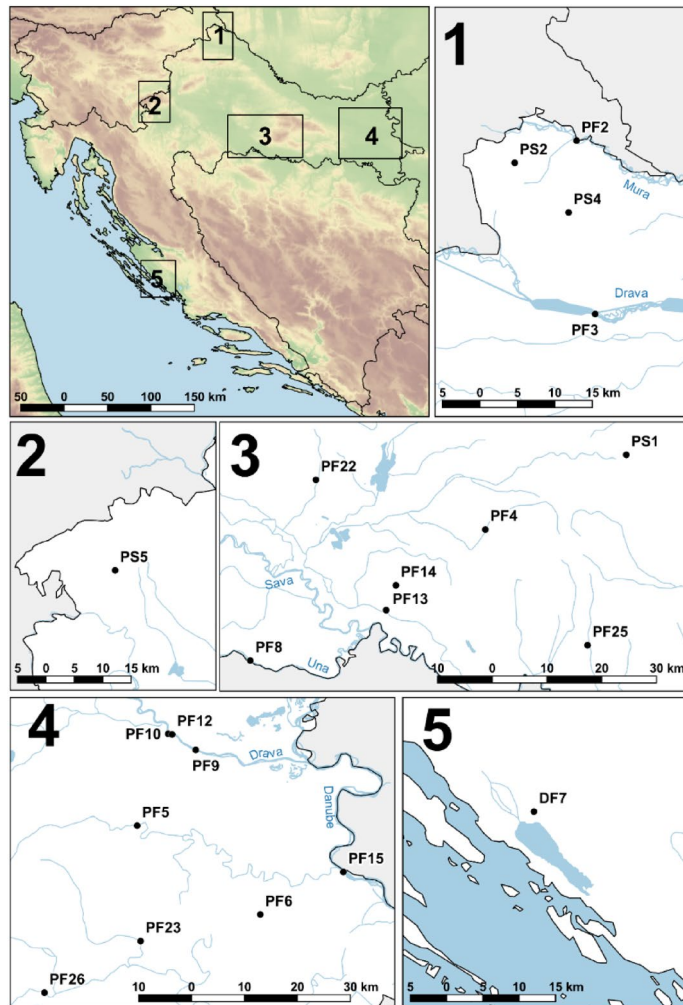 1
2
3
4
5
50 0 50 100 150 km
1
PF2
PS2
PS4
Mura
Drava
PF3
5 0 5 10 15 km
2
PS5
5 0 5 10 15 km
3
PS1
PF22
PF4
PF14
Sava
PF13
PF25
PF8
Una
10 0 10 20 30 km
4
PF10 PF12
Drava
PF9
Danube
PF5
PF15
PF6
PF23
PF26
10 0 10 20 30 km
5
DF7
5 0 5 10 15 km